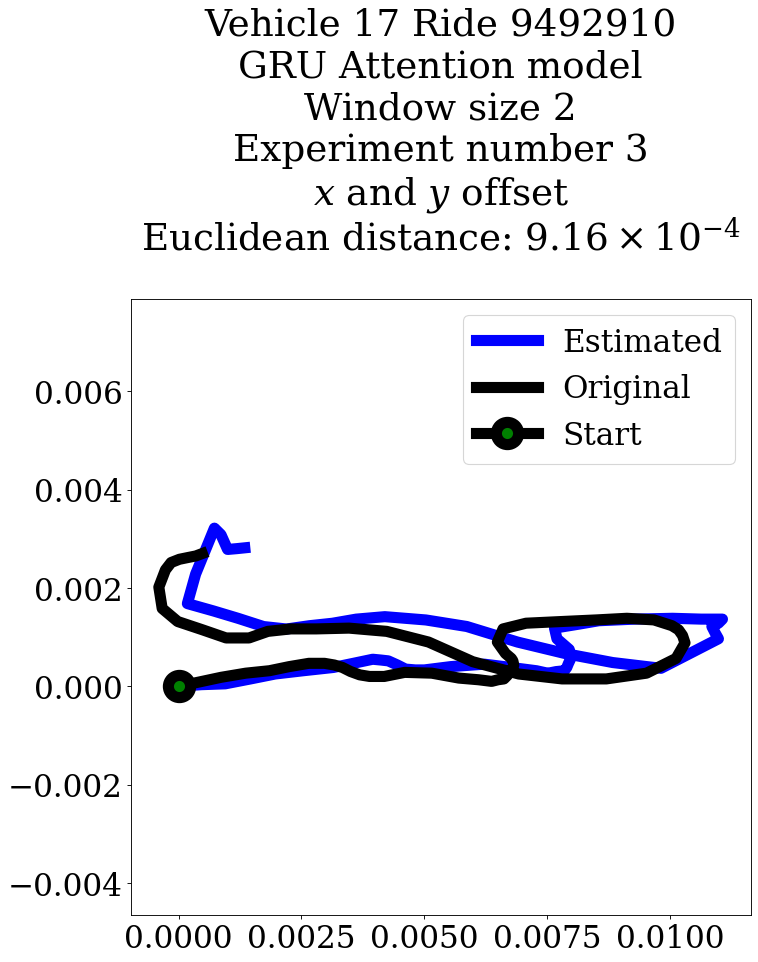 Vehicle 17 Ride 9492910
GRU Attention model
Window size 2
Experiment number 3
x and y offset
Euclidean distance: 9.16 × 10⁻⁴
Estimated
Original
Start
0.006
0.004
0.002
0.000
−0.002
−0.004
0.0000 0.0025 0.0050 0.0075 0.0100